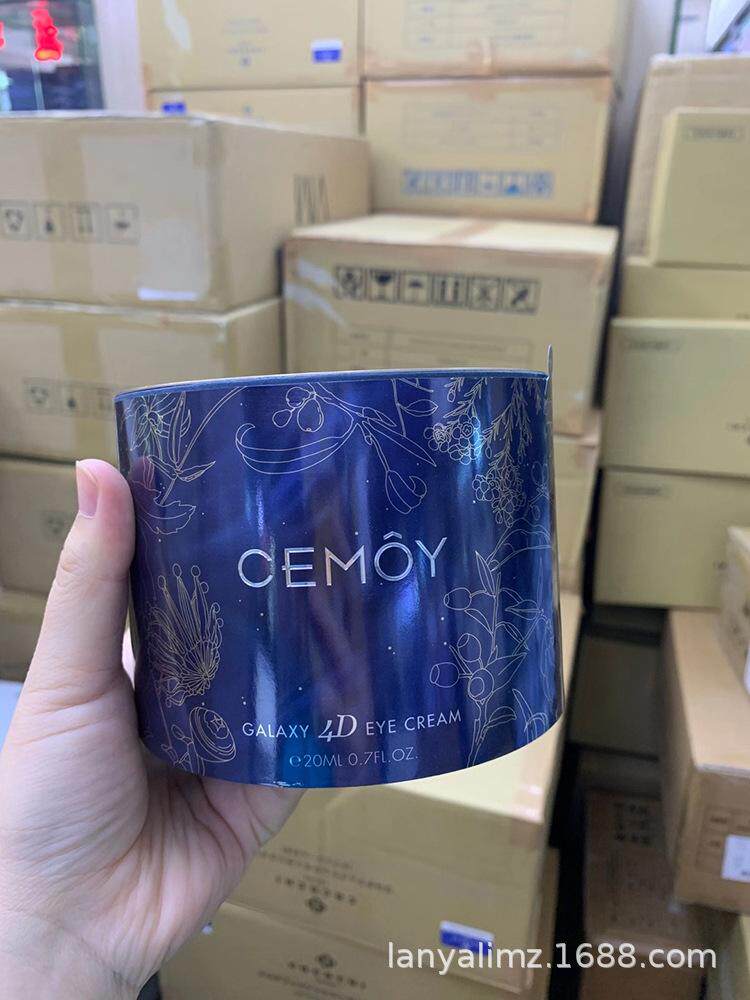 CEMÔY
GALAXY 4D EYE CREAM
℮20ML 0.7FL.OZ.
lanyalimz.1688.com